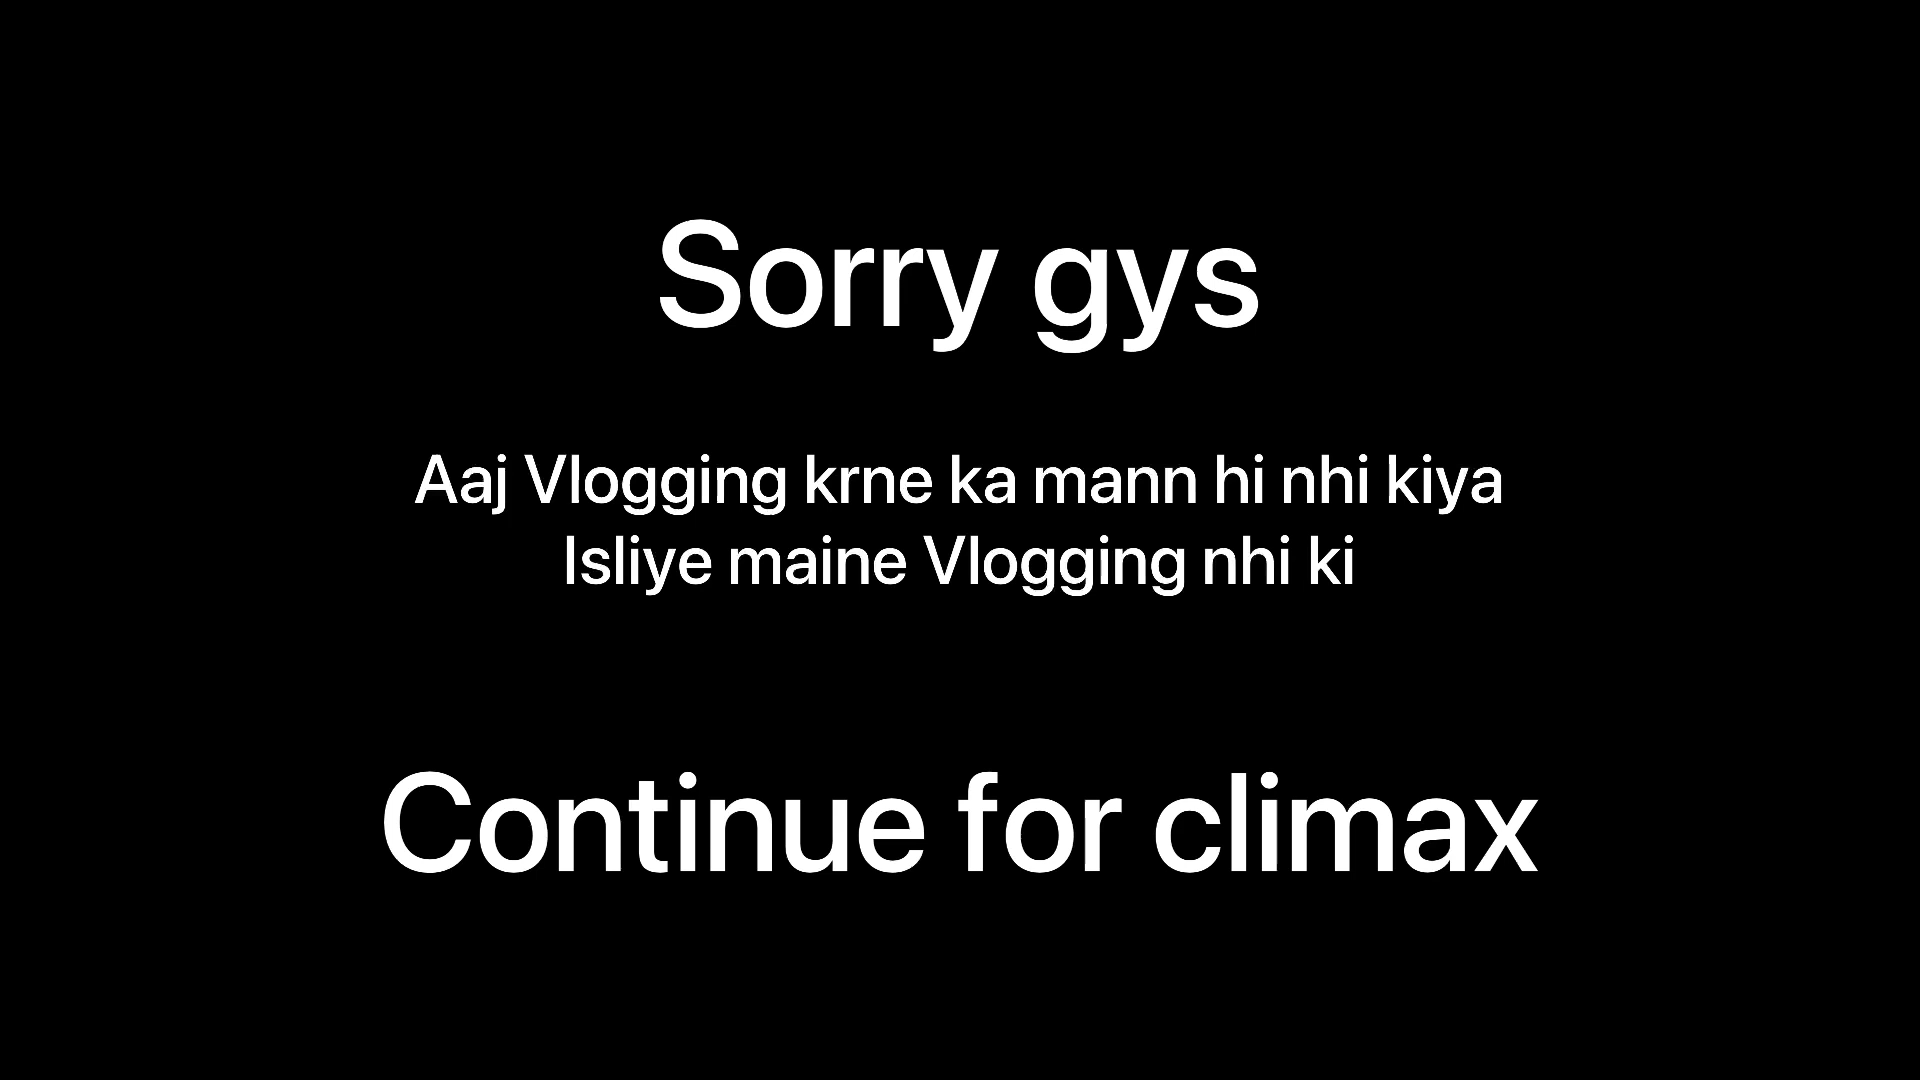 Sorry gys
Aaj Vlogging krne ka mann hi nhi kiya
Isliye maine Vlogging nhi ki
Continue for climax